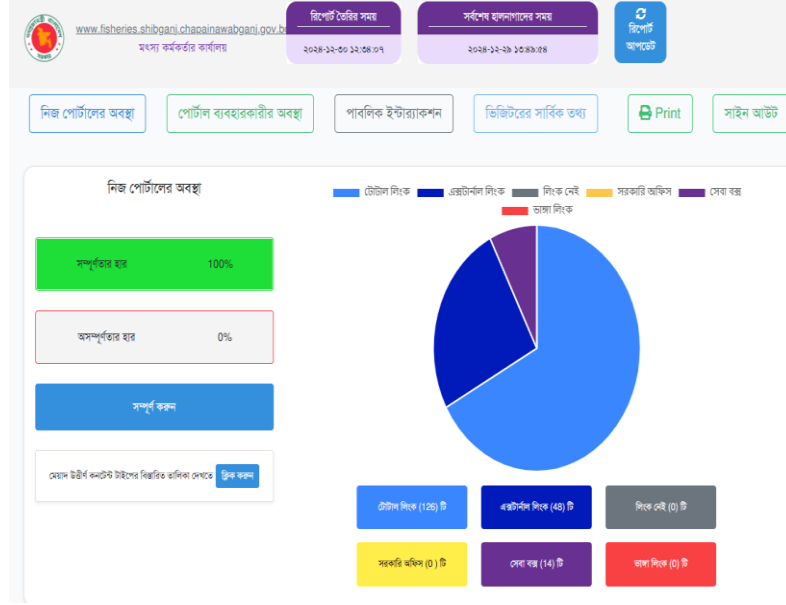 www.fisheries.shibganj.chapainawabganj.gov.b
মৎস্য কর্মকর্তার কার্যালয়
রিপোর্ট তৈরির সময়
২০২৪-১২-৩০ ১২:৩৪:০৭
সর্বশেষ হালনাগাদের সময়
২০২৪-১২-২৯ ১৩:৪৯:৫৪
রিপোর্ট
আপডেট
নিজ পোর্টালের অবস্থা
পোর্টাল ব্যবহারকারীর অবস্থা
পাবলিক ইন্টার‍্যাকশন
ভিজিটরের সার্বিক তথ্য
Print
সাইন আউট
নিজ পোর্টালের অবস্থা
সম্পূর্ণতার হার 100%
অসম্পূর্ণতার হার 0%
সম্পূর্ণ করুন
মেয়াদ উত্তীর্ণ কনটেন্ট টাইপের বিস্তারিত তালিকা দেখতে ক্লিক করুন
টোটাল লিংক এক্সটার্নাল লিংক লিংক নেই সরকারি অফিস সেবা বক্স
ভাঙ্গা লিংক
টোটাল লিংক (126) টি
এক্সটার্নাল লিংক (48) টি
লিংক নেই (0) টি
সরকারি অফিস (0 ) টি
সেবা বক্স (14) টি
ভাঙ্গা লিংক (0) টি